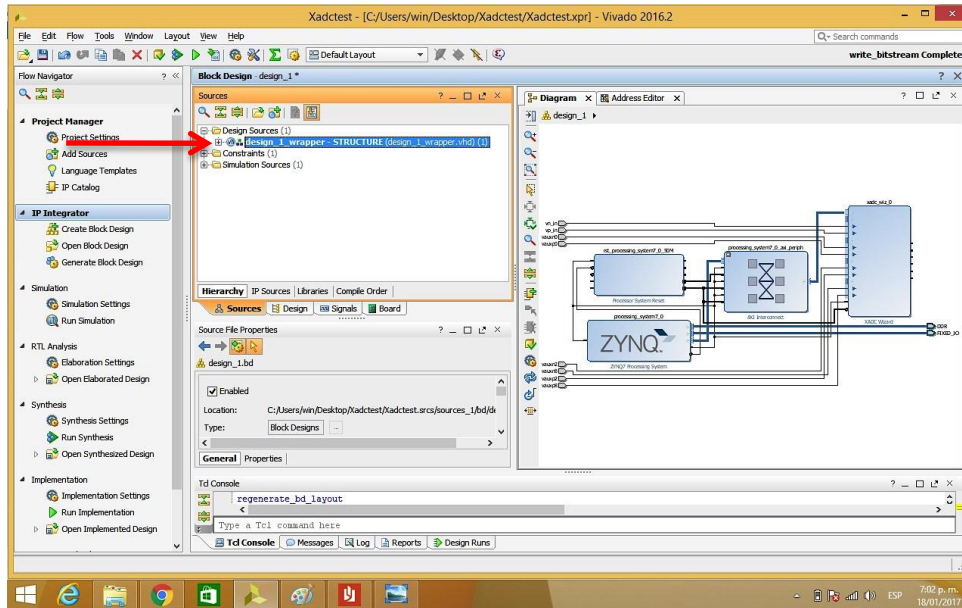 Xadctest - [C:/Users/win/Desktop/Xadctest/Xadctest.xpr] - Vivado 2016.2
File Edit Flow Tools Window Layout View Help
Search commands
Default Layout
write_bitstream Complete
Flow Navigator
Project Manager
Project Settings
Add Sources
Language Templates
IP Catalog
IP Integrator
Create Block Design
Open Block Design
Generate Block Design
Simulation
Simulation Settings
Run Simulation
RTL Analysis
Elaboration Settings
Open Elaborated Design
Synthesis
Synthesis Settings
Run Synthesis
Open Synthesized Design
Implementation
Implementation Settings
Run Implementation
Open Implemented Design
Block Design - design_1 *
Sources
Design Sources (1)
design_1_wrapper - STRUCTURE (design_1_wrapper.vhd) (1)
Constraints (1)
Simulation Sources (1)
Hierarchy IP Sources Libraries Compile Order
Sources Design Signals Board
Source File Properties
design_1.bd
Enabled
Location: C:/Users/win/Desktop/Xadctest/Xadctest.srcs/sources_1/bd/de
Type: Block Designs
General Properties
Diagram Address Editor
design_1
xadc_wiz_0
XADC Wizard
rst_processing_system7_0_50M
Processor System Reset
processing_system7_0_axi_periph
AXI Interconnect
processing_system7_0
ZYNQ
ZYNQ7 Processing System
DDR
FIXED_IO
Tcl Console
regenerate_bd_layout
Type a Tcl command here
Tcl Console Messages Log Reports Design Runs
ESP
7:02 p. m.
18/01/2017